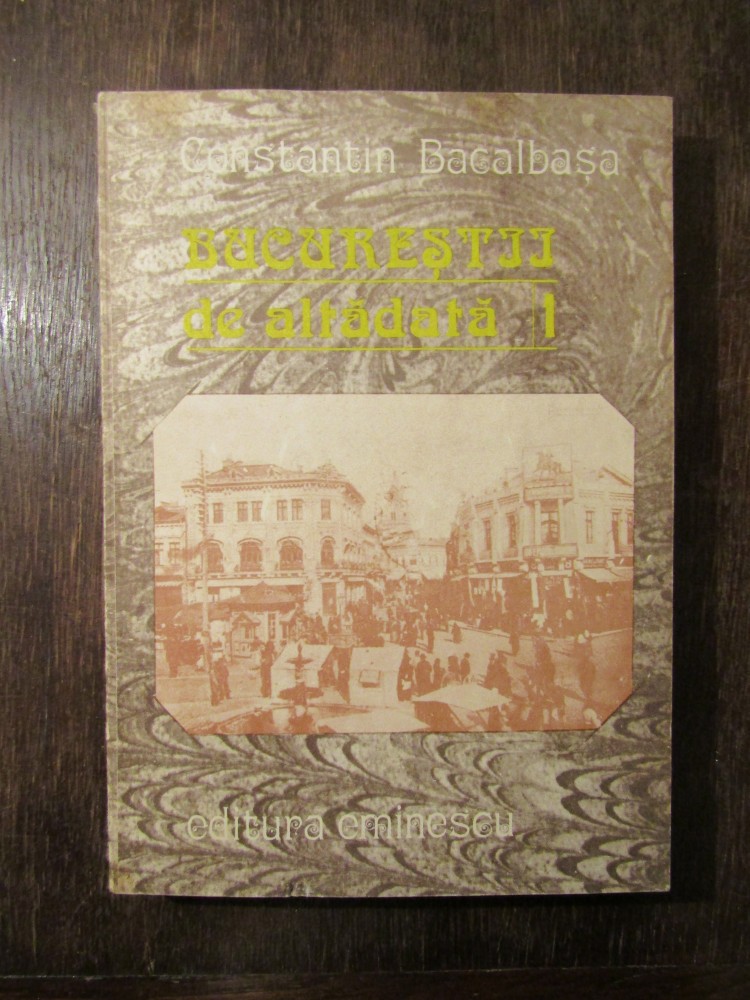 Constantin Bacalbaşa
BUCUREŞTII
de altădată 1
editura eminescu